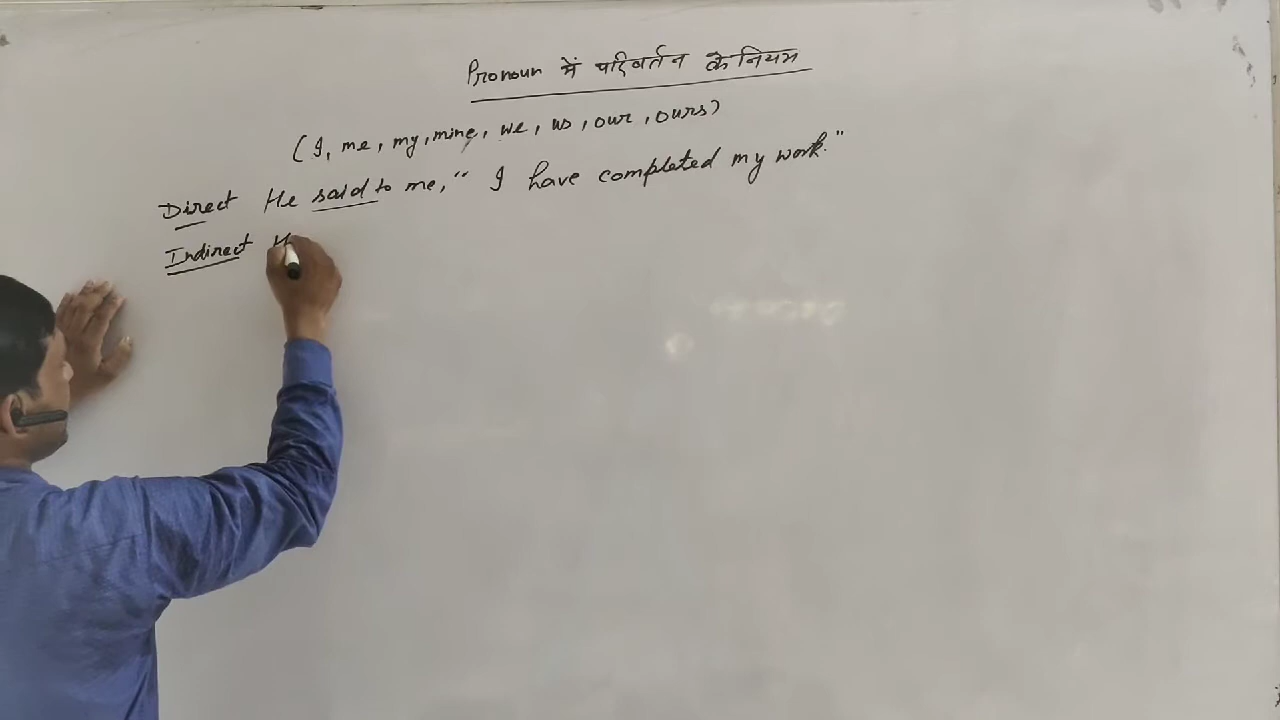 Pronoun में परिवर्तन के नियम
(I, me, my, mine, we, us, our, ours)
Direct He said to me, " I have completed my work."
Indirect H